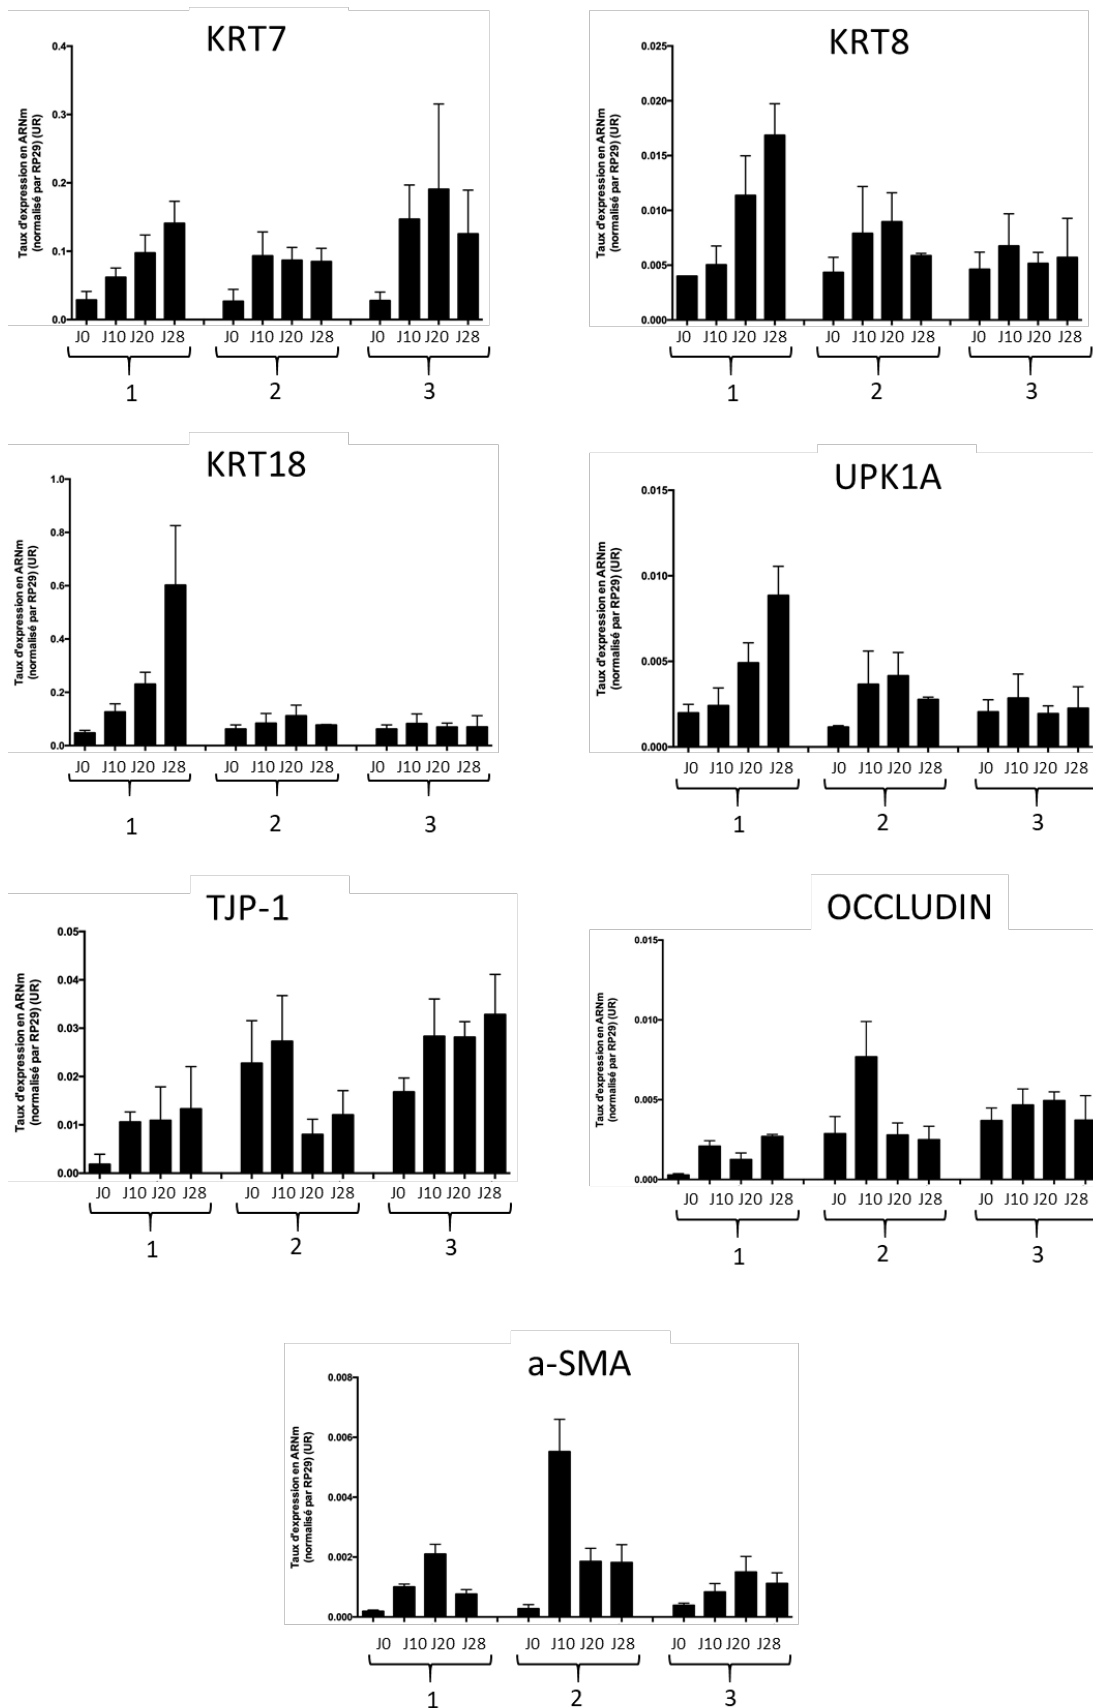 KRT7
Taux d'expression en ARNm
(normalisé par RP29) (UR)
0.4
0.3
0.2
0.1
0.0
J0 J10 J20 J28 J0 J10 J20 J28 J0 J10 J20 J28
1 2 3
KRT8
Taux d'expression en ARNm
(normalisé par RP29) (UR)
0.025
0.020
0.015
0.010
0.005
0.000
J0 J10 J20 J28 J0 J10 J20 J28 J0 J10 J20 J28
1 2 3
KRT18
Taux d'expression en ARNm
(normalisé par RP29) (UR)
1.0
0.8
0.6
0.4
0.2
0.0
J0 J10 J20 J28 J0 J10 J20 J28 J0 J10 J20 J28
1 2 3
UPK1A
Taux d'expression en ARNm
(normalisé par RP29) (UR)
0.015
0.010
0.005
0.000
J0 J10 J20 J28 J0 J10 J20 J28 J0 J10 J20 J28
1 2 3
TJP-1
Taux d'expression en ARNm
(normalisé par RP29) (UR)
0.05
0.04
0.03
0.02
0.01
0.00
J0 J10 J20 J28 J0 J10 J20 J28 J0 J10 J20 J28
1 2 3
OCCLUDIN
Taux d'expression en ARNm
(normalisé par RP29) (UR)
0.015
0.010
0.005
0.000
J0 J10 J20 J28 J0 J10 J20 J28 J0 J10 J20 J28
1 2 3
a-SMA
Taux d'expression en ARNm
(normalisé par RP29) (UR)
0.008
0.006
0.004
0.002
0.000
J0 J10 J20 J28 J0 J10 J20 J28 J0 J10 J20 J28
1 2 3